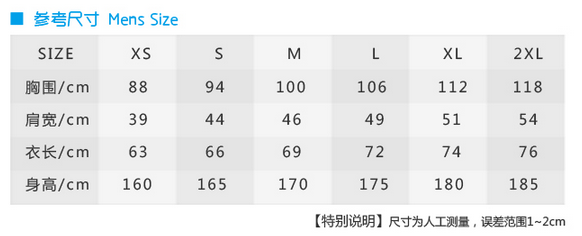 参考尺寸 Mens Size
SIZE XS S M L XL 2XL
胸围/cm 88 94 100 106 112 118
肩宽/cm 39 44 46 49 51 54
衣长/cm 63 66 69 72 74 76
身高/cm 160 165 170 175 180 185
【特别说明】尺寸为人工测量，误差范围1~2cm